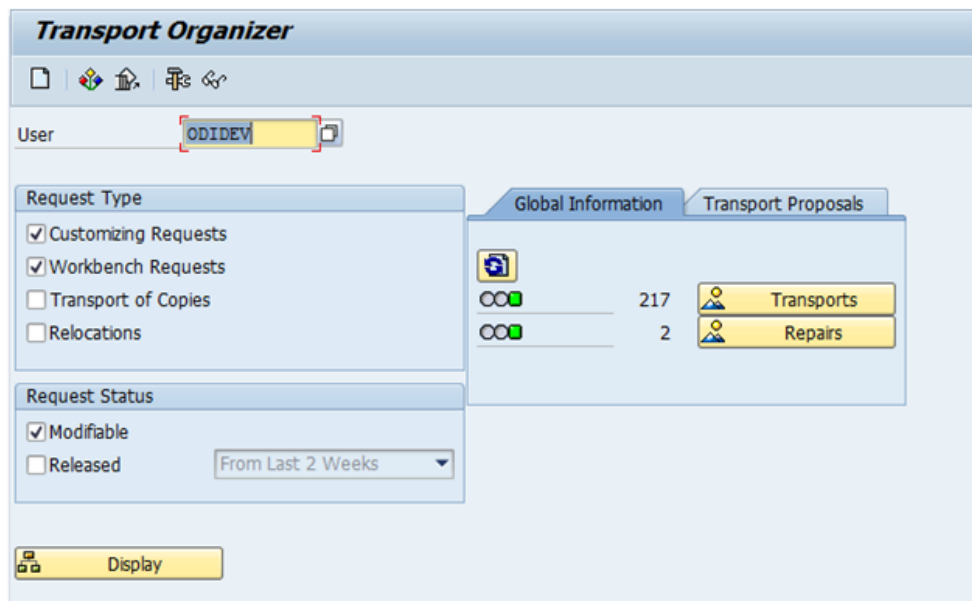 Transport Organizer
User ODIDEV
Request Type
Customizing Requests
Workbench Requests
Transport of Copies
Relocations
Request Status
Modifiable
Released From Last 2 Weeks
Display
Global Information Transport Proposals
217 Transports
2 Repairs